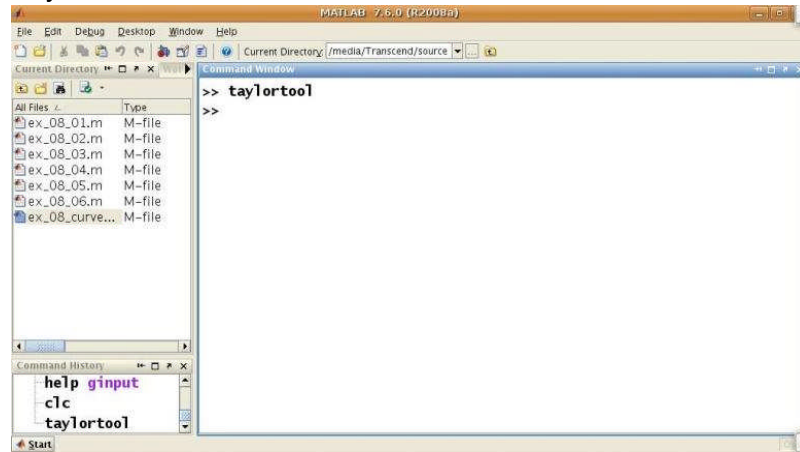 MATLAB 7.6.0 (R2008a)
File Edit Debug Desktop Window Help
Current Directory: /media/Transcend/source
Current Directory
Command Window
All Files Type
>> taylortool
>>
ex_08_01.m M-file
ex_08_02.m M-file
ex_08_03.m M-file
ex_08_04.m M-file
ex_08_05.m M-file
ex_08_06.m M-file
ex_08_curve... M-file
Command History
help ginput
clc
taylortool
Start